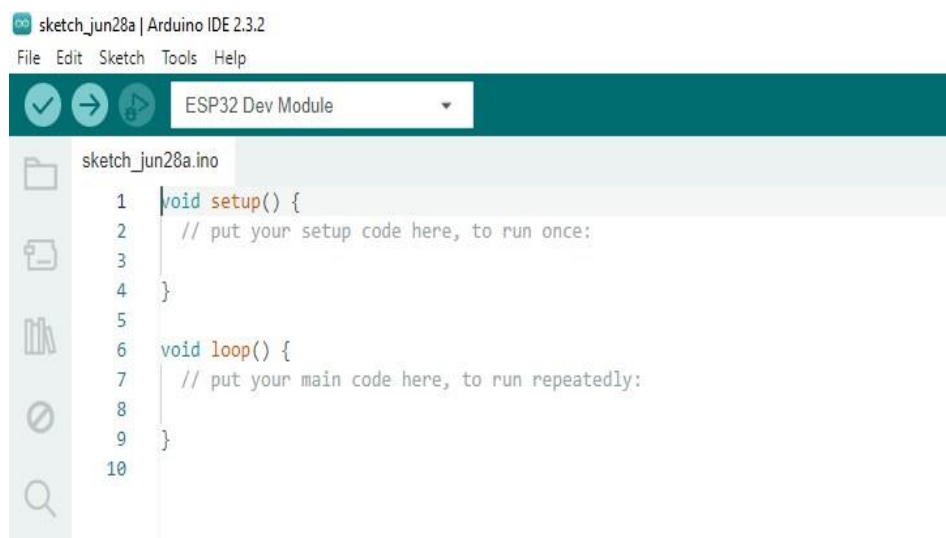 sketch_jun28a | Arduino IDE 2.3.2
File Edit Sketch Tools Help
ESP32 Dev Module
sketch_jun28a.ino
1 void setup() {
2 // put your setup code here, to run once:
3
4 }
5
6 void loop() {
7 // put your main code here, to run repeatedly:
8
9 }
10